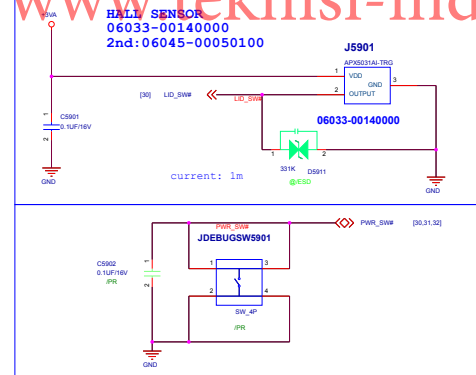 HALL SENSOR
06033-00140000
2nd:06045-00050100
+3VA
J5901
APX5031AI-TRG
1
VDD
GND
3
2
OUTPUT
[30]
LID_SW#
LID_SW#
06033-00140000
C5901
0.1UF/16V
1
2
GND
1
2
331K
D5911
@/ESD
current: 1m
GND
PWR_SW#
PWR_SW#
[30,31,32]
JDEBUGSW5901
C5902
0.1UF/16V
/PR
1
2
1
3
2
4
SW_4P
/PR
GND